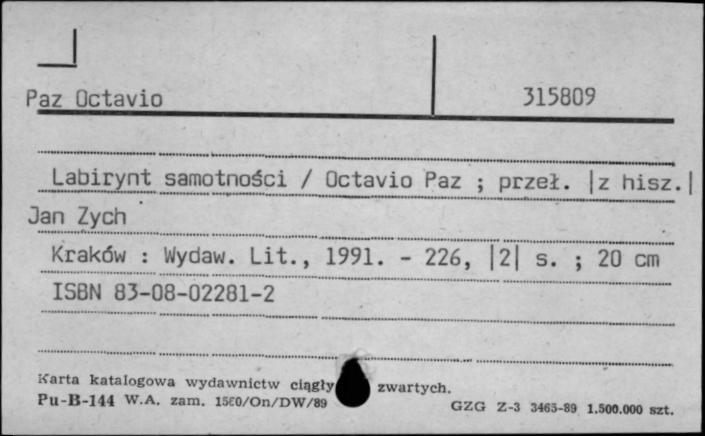 Paz Octavio 315809
Labirynt samotności / Octavio Paz ; przeł. |z hisz.|
Jan Zych
Kraków : Wydaw. Lit., 1991. - 226, |2| s. ; 20 cm
ISBN 83-08-02281-2
Karta katalogowa wydawnictw ciągły zwartych.
Pu-B-144 W.A. zam. 1560/On/DW/89 GZG Z-3 3465-89 1.500.000 szt.